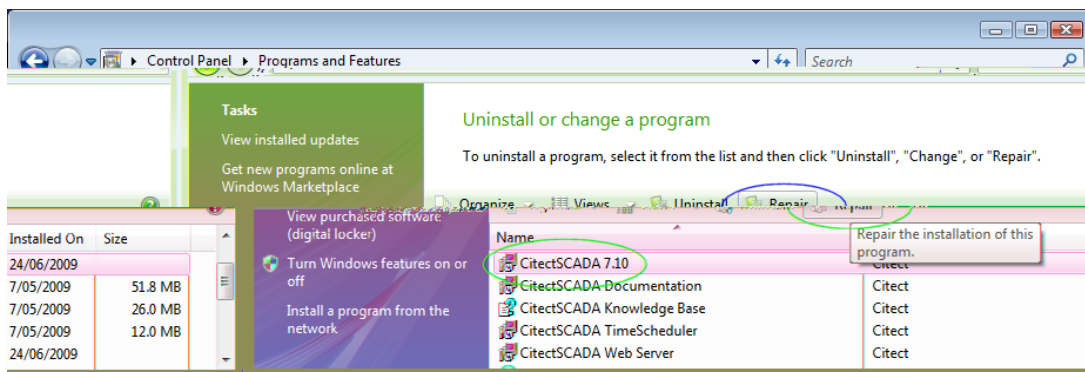 Control Panel Programs and Features
Search
Tasks
View installed updates
Get new programs online at
Windows Marketplace
Uninstall or change a program
To uninstall a program, select it from the list and then click "Uninstall", "Change", or "Repair".
Organize Views Uninstall Repair Repair
View purchased software
(digital locker)
Turn Windows features on or
off
Install a program from the
network
Installed On Size
24/06/2009
7/05/2009 51.8 MB
7/05/2009 26.0 MB
7/05/2009 12.0 MB
24/06/2009
Name
Repair the installation of this
program.
CitectSCADA 7.10 Citect
CitectSCADA Documentation Citect
CitectSCADA Knowledge Base Citect
CitectSCADA TimeScheduler Citect
CitectSCADA Web Server Citect